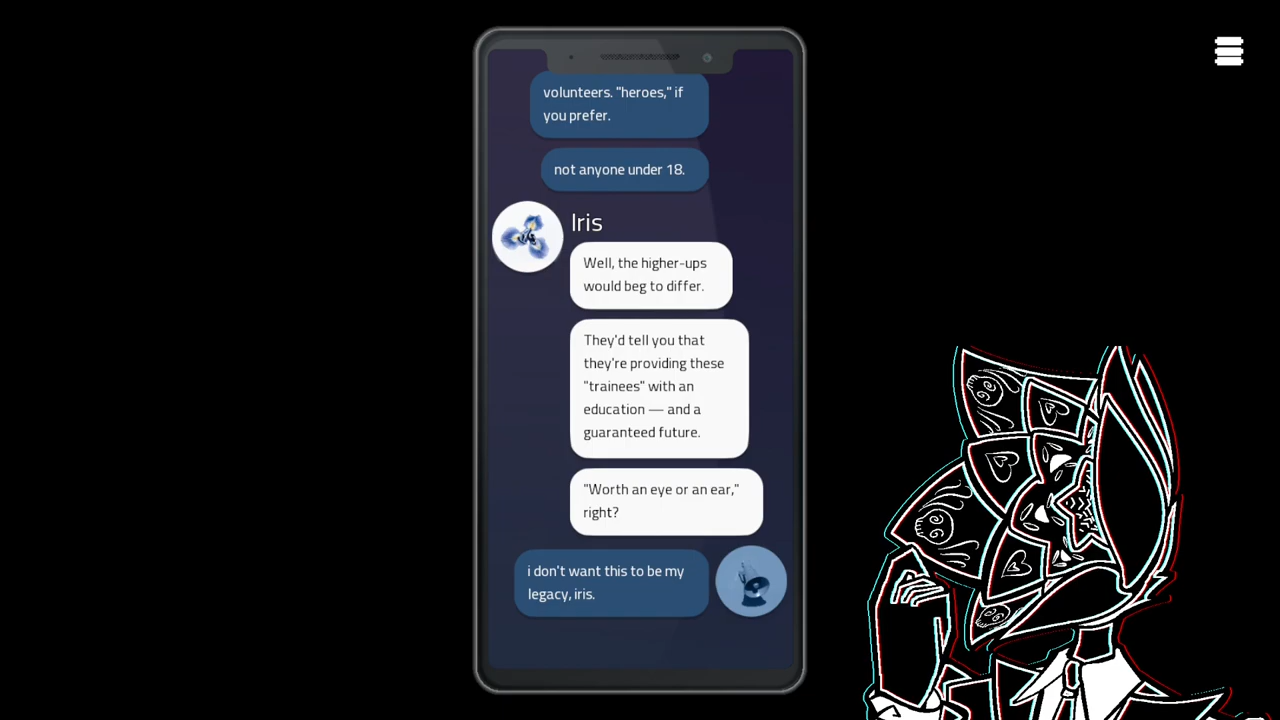 volunteers. "heroes," if
you prefer.
not anyone under 18.
Iris
Well, the higher-ups
would beg to differ.
They'd tell you that
they're providing these
"trainees" with an
education — and a
guaranteed future.
"Worth an eye or an ear,"
right?
i don't want this to be my
legacy, iris.